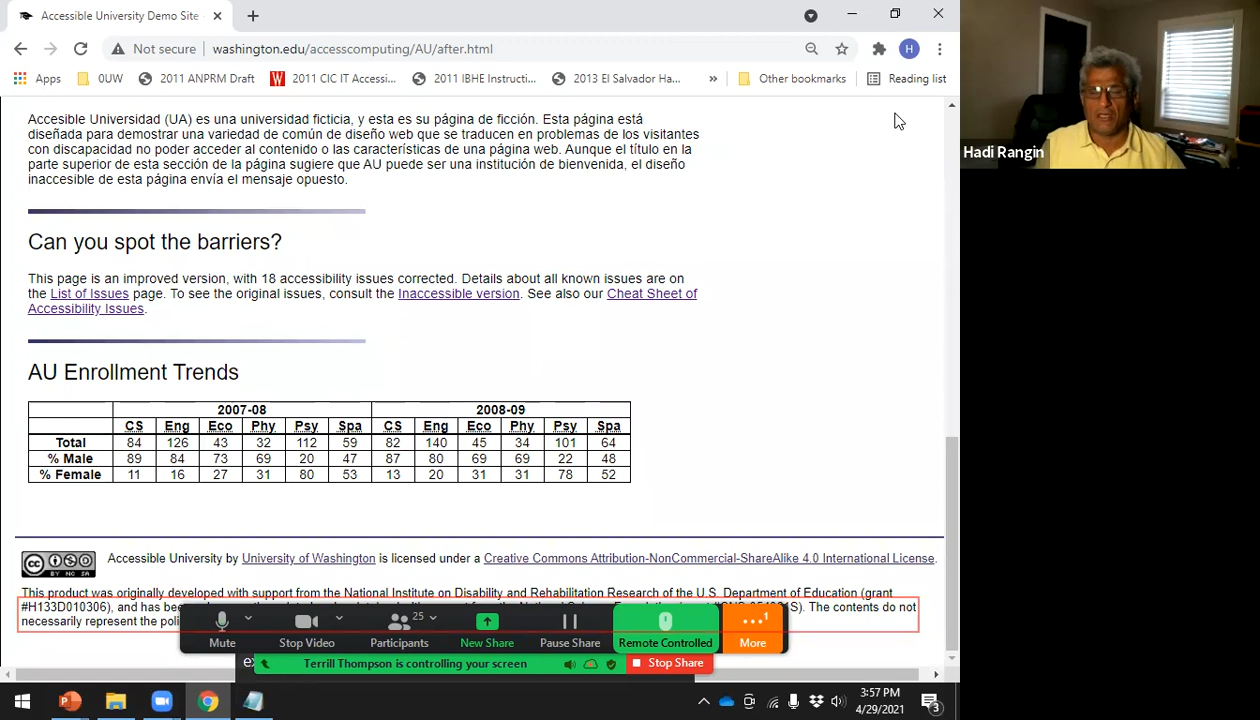 Accessible University Demo Site
Not secure
washington.edu/accesscomputing/AU/after.html
H
Apps
0UW
2011 ANPRM Draft
2011 CIC IT Accessi...
2011 IBHE Instructi...
2013 El Salvador Ha...
»
Other bookmarks
Reading list
Accesible Universidad (UA) es una universidad ficticia, y esta es su página de ficción. Esta página está
diseñada para demostrar una variedad de común de diseño web que se traducen en problemas de los visitantes
con discapacidad no poder acceder al contenido o las características de una página web. Aunque el título en la
parte superior de esta sección de la página sugiere que AU puede ser una institución de bienvenida, el diseño
inaccesible de esta página envía el mensaje opuesto.
Hadi Rangin
Can you spot the barriers?
This page is an improved version, with 18 accessibility issues corrected. Details about all known issues are on
the List of Issues page. To see the original issues, consult the Inaccessible version. See also our Cheat Sheet of
Accessibility Issues.
AU Enrollment Trends
2007-08 2008-09
CS Eng Eco Phy Psy Spa CS Eng Eco Phy Psy Spa
Total 84 126 43 32 112 59 82 140 45 34 101 64
% Male 89 84 73 69 20 47 87 80 69 69 22 48
% Female 11 16 27 31 80 53 13 20 31 31 78 52
cc BY NC SA
Accessible University by University of Washington is licensed under a Creative Commons Attribution-NonCommercial-ShareAlike 4.0 International License.
This product was originally developed with support from the National Institute on Disability and Rehabilitation Research of the U.S. Department of Education (grant
#H133D010306), and has S). The contents do not
necessarily represent the
25
1
Mute
Stop Video
Participants
New Share
Pause Share
Remote Controlled
More
Terrill Thompson is controlling your screen
Stop Share
3:57 PM
4/29/2021
3